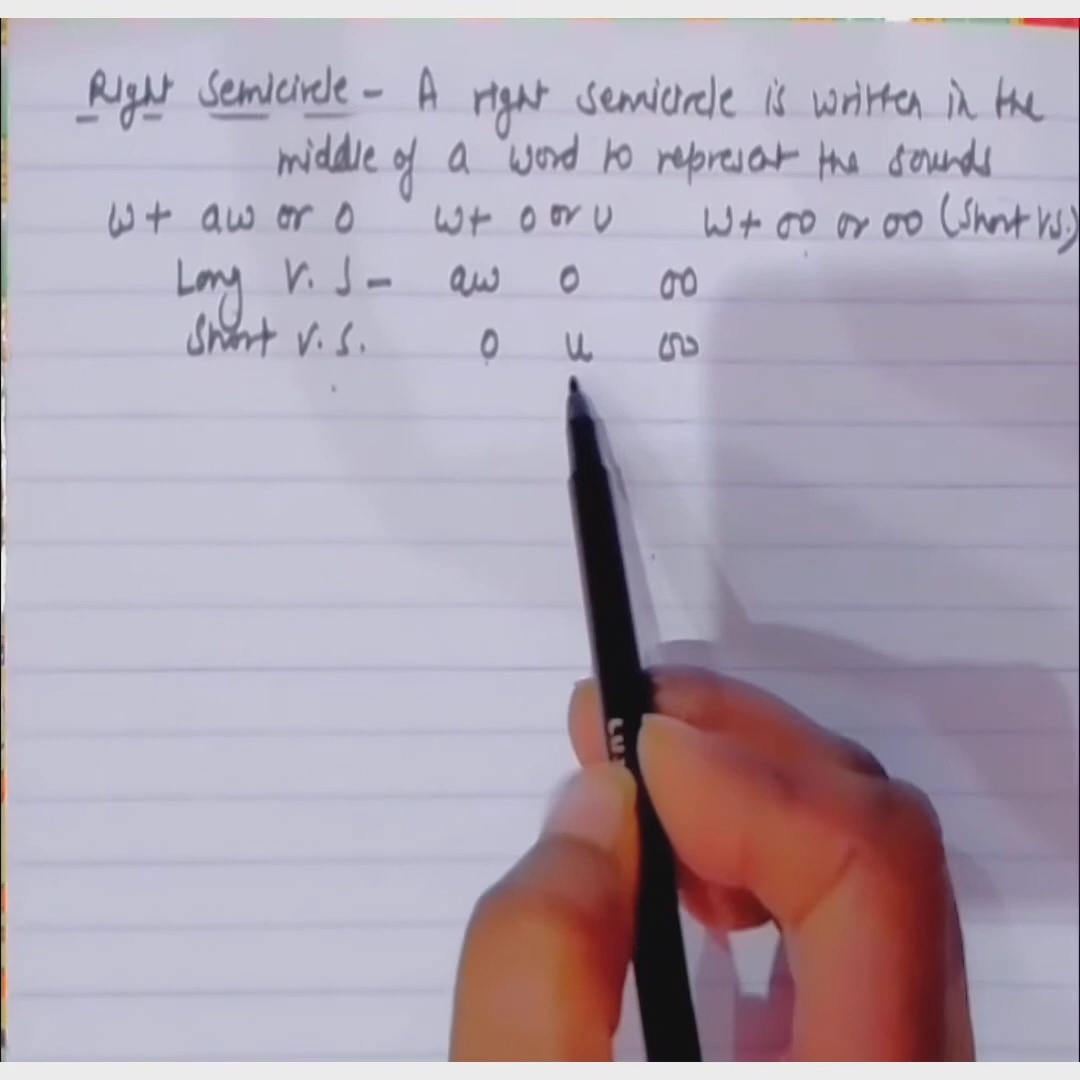 Right Semicircle - A right semicircle is written in the
middle of a word to represent the sounds
w + aw or o w + o or u w + oo or oo (Short v.s.)
Long v. s - aw o oo
Short v. s. o u oo